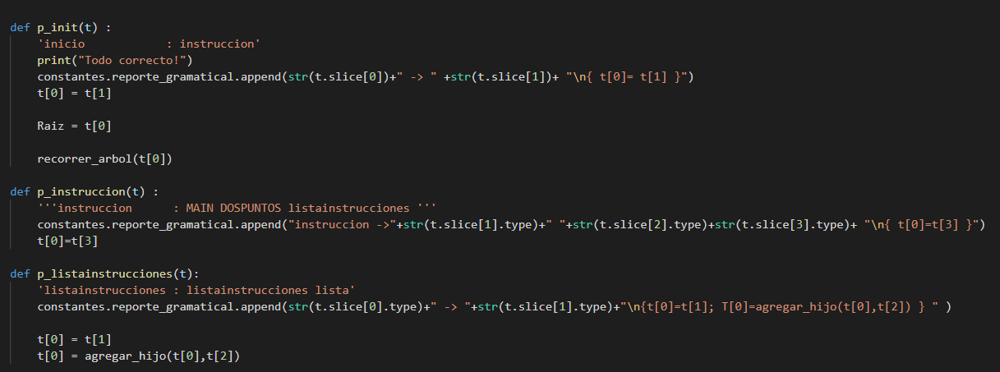 def p_init(t) :
    'inicio            : instruccion'
    print("Todo correcto!")
    constantes.reporte_gramatical.append(str(t.slice[0])+" -> " +str(t.slice[1])+ "\n{ t[0]= t[1] }")
    t[0] = t[1]
    Raiz = t[0]
    recorrer_arbol(t[0])
def p_instruccion(t) :
    '''instruccion      : MAIN DOSPUNTOS listainstrucciones '''
    constantes.reporte_gramatical.append("instruccion ->"+str(t.slice[1].type)+" "+str(t.slice[2].type)+str(t.slice[3].type)+ "\n{ t[0]=t[3] }")
    t[0]=t[3]
def p_listainstrucciones(t):
    'listainstrucciones : listainstrucciones lista'
    constantes.reporte_gramatical.append(str(t.slice[0].type)+" -> "+str(t.slice[1].type)+"\n{t[0]=t[1]; T[0]=agregar_hijo(t[0],t[2]) } " )
    t[0] = t[1]
    t[0] = agregar_hijo(t[0],t[2])